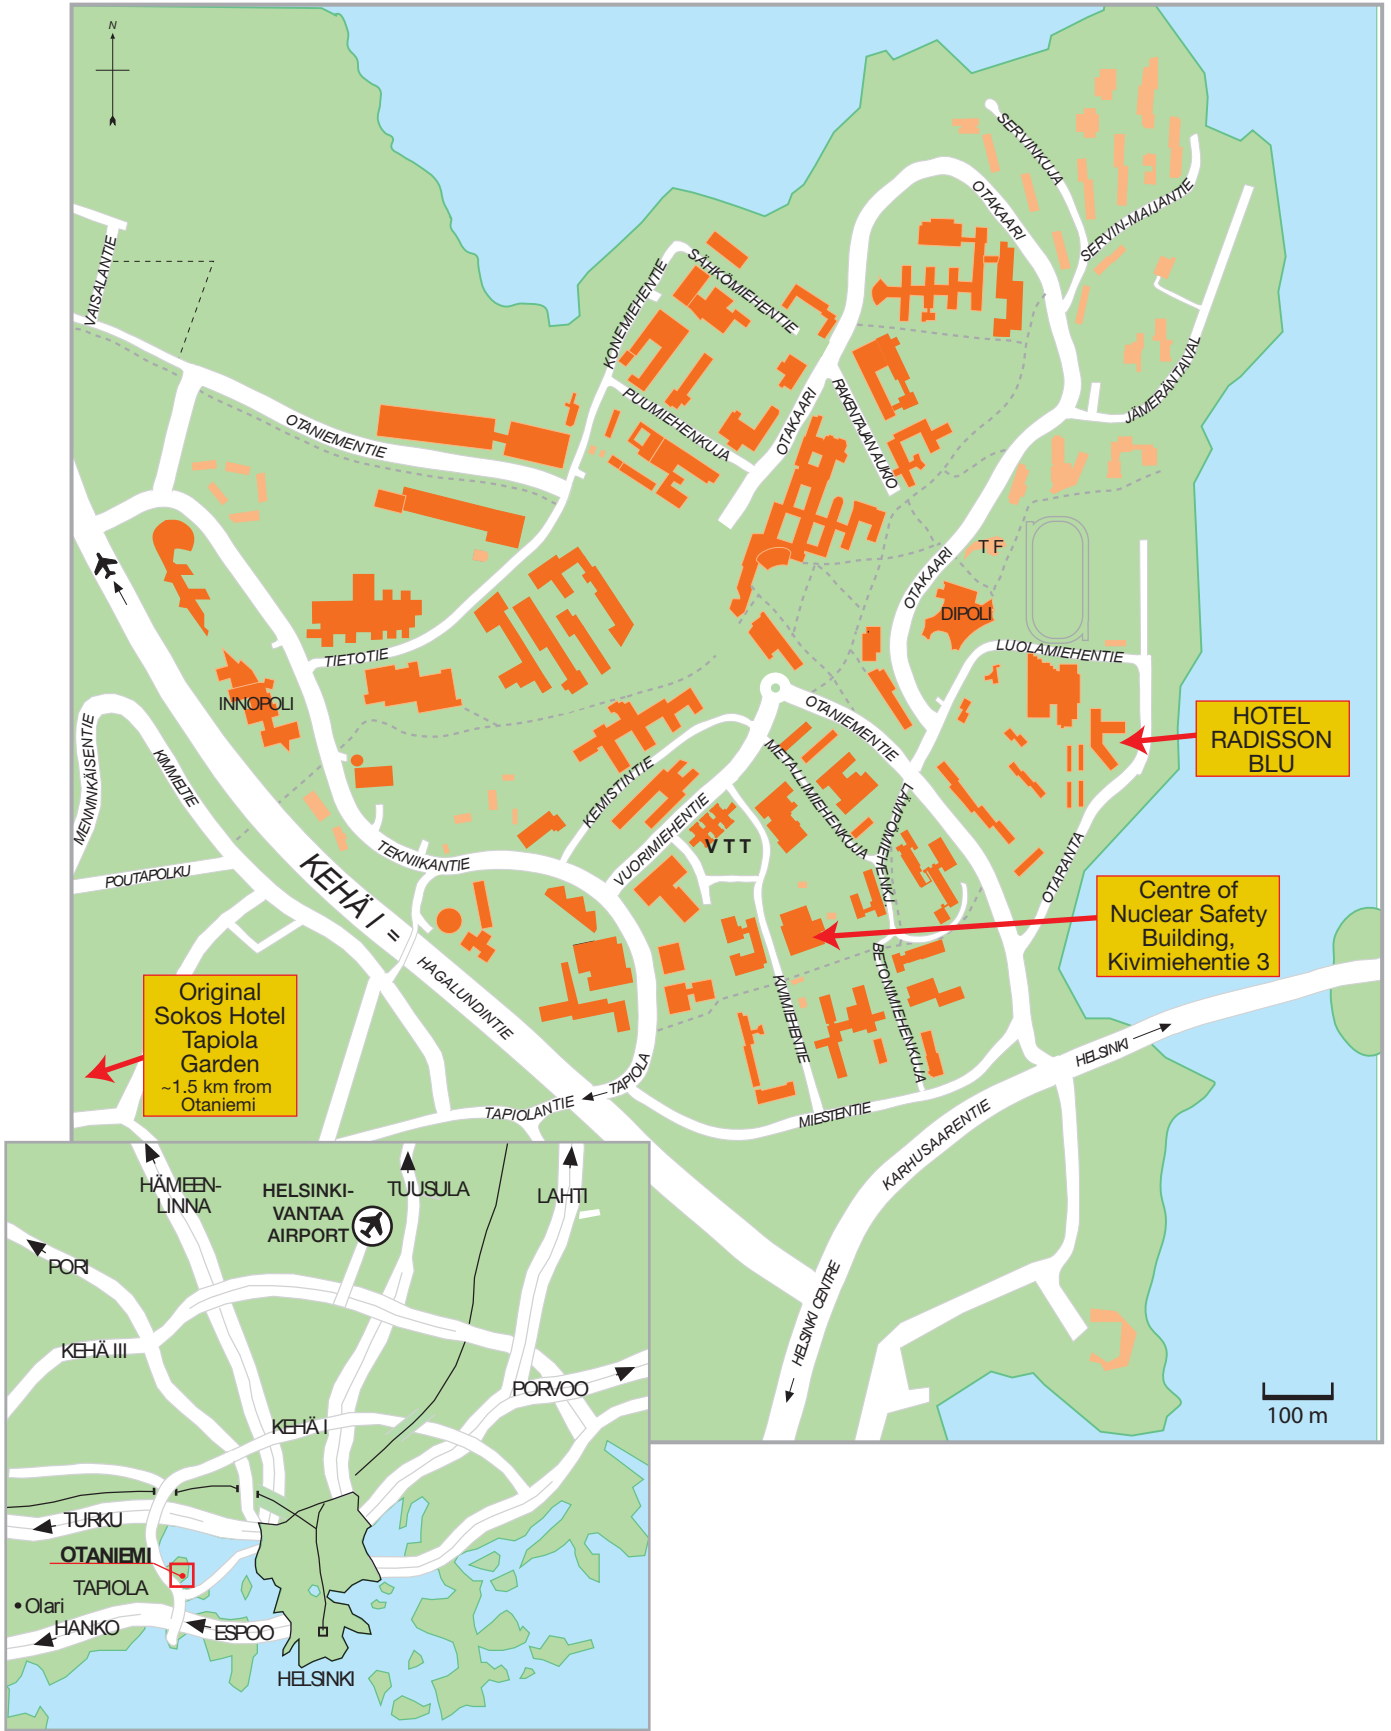 N
SERVINKUJA
OTAKAARI
SERVIN-MAIJANTIE
VAISALANTIE
KONEMIEHENTIE
SÄHKÖMIEHENTIE
JÄMERÄNTAIVAL
PUUMIEHENKUJA
OTAKAARI
RAKENTAJANAUKIO
OTANIEMENTIE
T F
OTAKAARI
DIPOLI
LUOLAMIEHENTIE
TIETOTIE
INNOPOLI
HOTEL
RADISSON
BLU
OTANIEMENTIE
MENNINKÄISENTIE
KIMMELTIE
METALLIMIEHENKUJA
KEMISTINTIE
VUORIMIEHENTIE
LÄMPÖMIEHENKJ.
V T T
TEKNIIKANTIE
OTARANTA
POUTAPOLKU
KEHÄ I =
Centre of
Nuclear Safety
Building,
Kivimiehentie 3
HAGALUNDINTIE
KIVIMIEHENTIE
BETONIMIEHENKUJA
Original
Sokos Hotel
Tapiola
Garden
~1.5 km from
Otaniemi
HELSINKI
TAPIOLA
TAPIOLANTIE
MIESTENTIE
KARHUSAARENTIE
HELSINKI CENTRE
100 m
HÄMEEN-
LINNA
HELSINKI-
VANTAA
AIRPORT
TUUSULA
LAHTI
PORI
KEHÄ III
PORVOO
KEHÄ I
TURKU
OTANIEMI
TAPIOLA
Olari
HANKO
ESPOO
HELSINKI